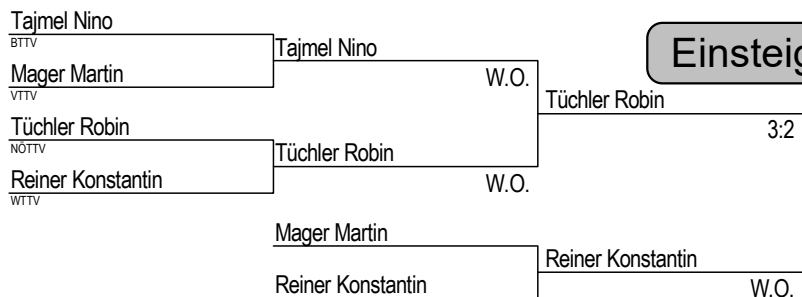 Tajmel Nino
BTTV
Mager Martin
VTTV
Tüchler Robin
NÖTTV
Reiner Konstantin
WTTV
Tajmel Nino
W.O.
Tüchler Robin
W.O.
Einsteig
Tüchler Robin
3:2
Mager Martin
Reiner Konstantin
Reiner Konstantin
W.O.